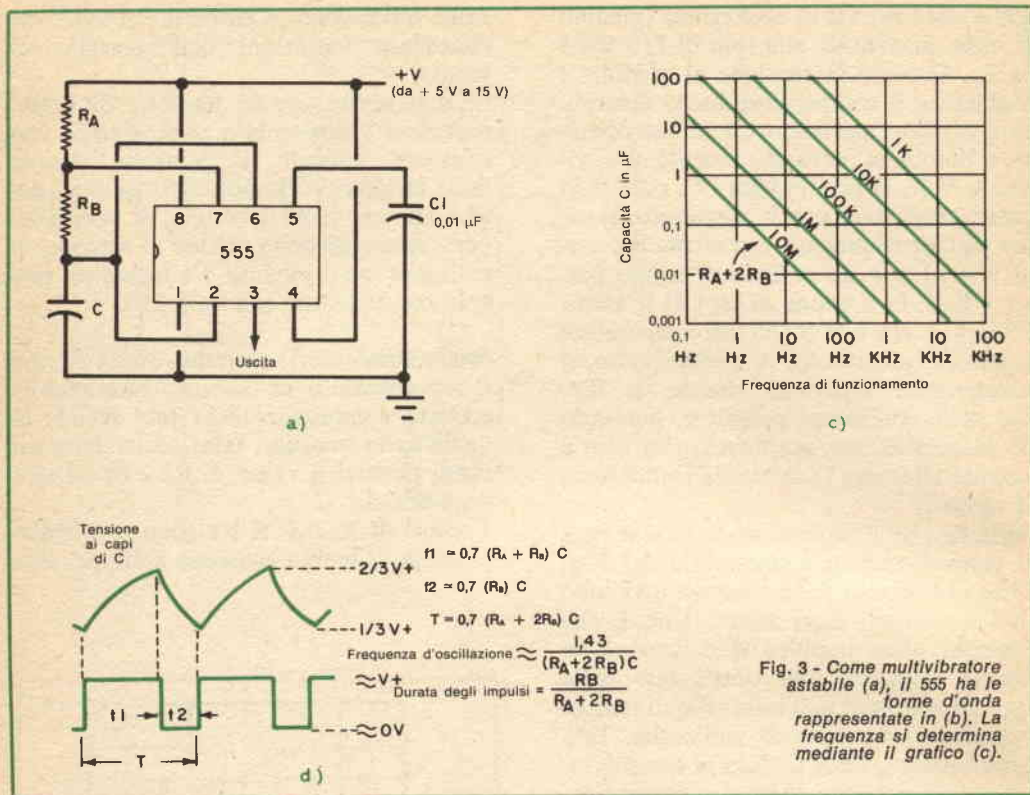 +V
(da + 5 V a 15 V)
RA
RB
C
8 7 6 5
555
1 2 3 4
C1
0,01 µF
Uscita
a)
Capacità C in µF
100
10
1
0,1
0,01
0,001
1K
10K
100K
1M
10M
RA+2RB
0,1 Hz
1 Hz
10 Hz
100 Hz
1 KHz
10 KHz
100 KHz
Frequenza di funzionamento
c)
Tensione
ai capi
di C
2/3V+
1/3V+
≈V+
≈0V
t1
t2
T
t1 ≃ 0,7 (RA + RB) C
t2 ≃ 0,7 (RB) C
T ≃ 0,7 (RA + 2RB) C
Frequenza d'oscillazione ≈ 1,43 / (RA+2RB)C
Durata degli impulsi = RB / RA+2RB
d)
Fig. 3 - Come multivibratore
astabile (a), il 555 ha le
forme d'onda
rappresentate in (b). La
frequenza si determina
mediante il grafico (c).